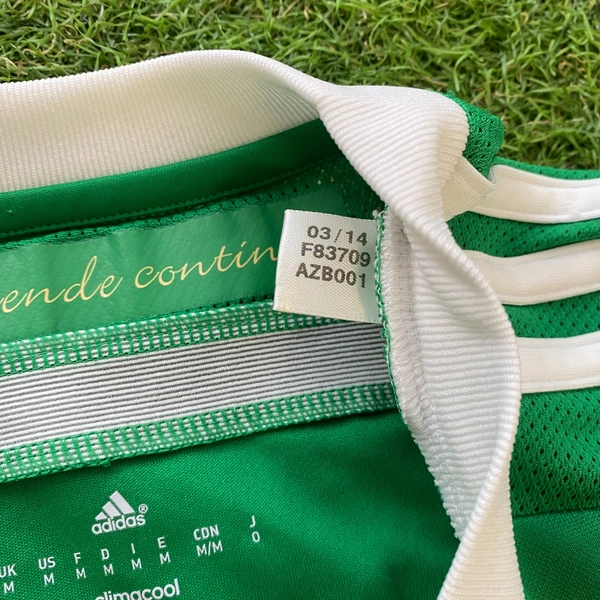 03/14
F83709
AZB001
ende contin
adidas®
UK US F D I E CDN J
M M M M M M M/M O
climacool